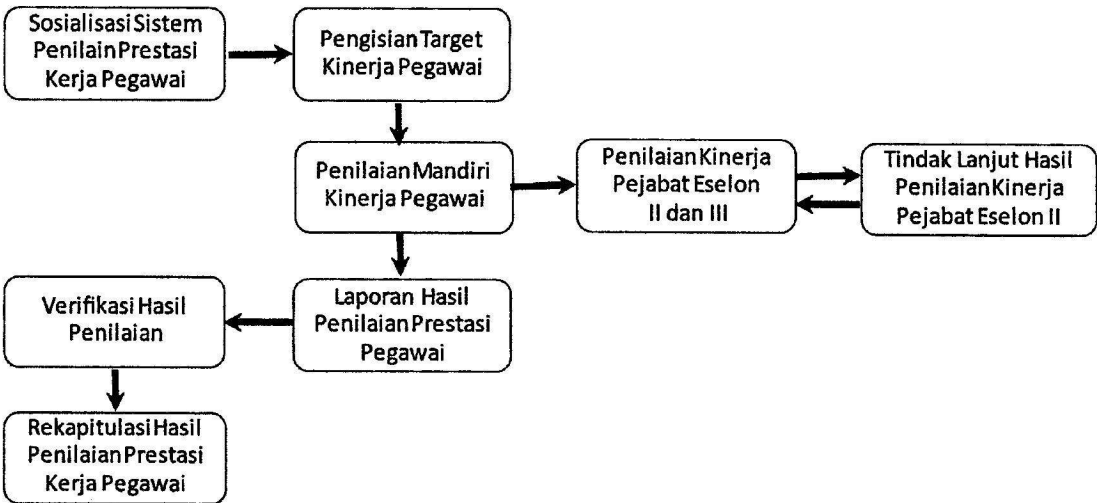 Sosialisasi Sistem
Penilain Prestasi
Kerja Pegawai
Pengisian Target
Kinerja Pegawai
Penilaian Mandiri
Kinerja Pegawai
Penilaian Kinerja
Pejabat Eselon
II dan III
Tindak Lanjut Hasil
Penilaian Kinerja
Pejabat Eselon II
Laporan Hasil
Penilaian Prestasi
Pegawai
Verifikasi Hasil
Penilaian
Rekapitulasi Hasil
Penilaian Prestasi
Kerja Pegawai